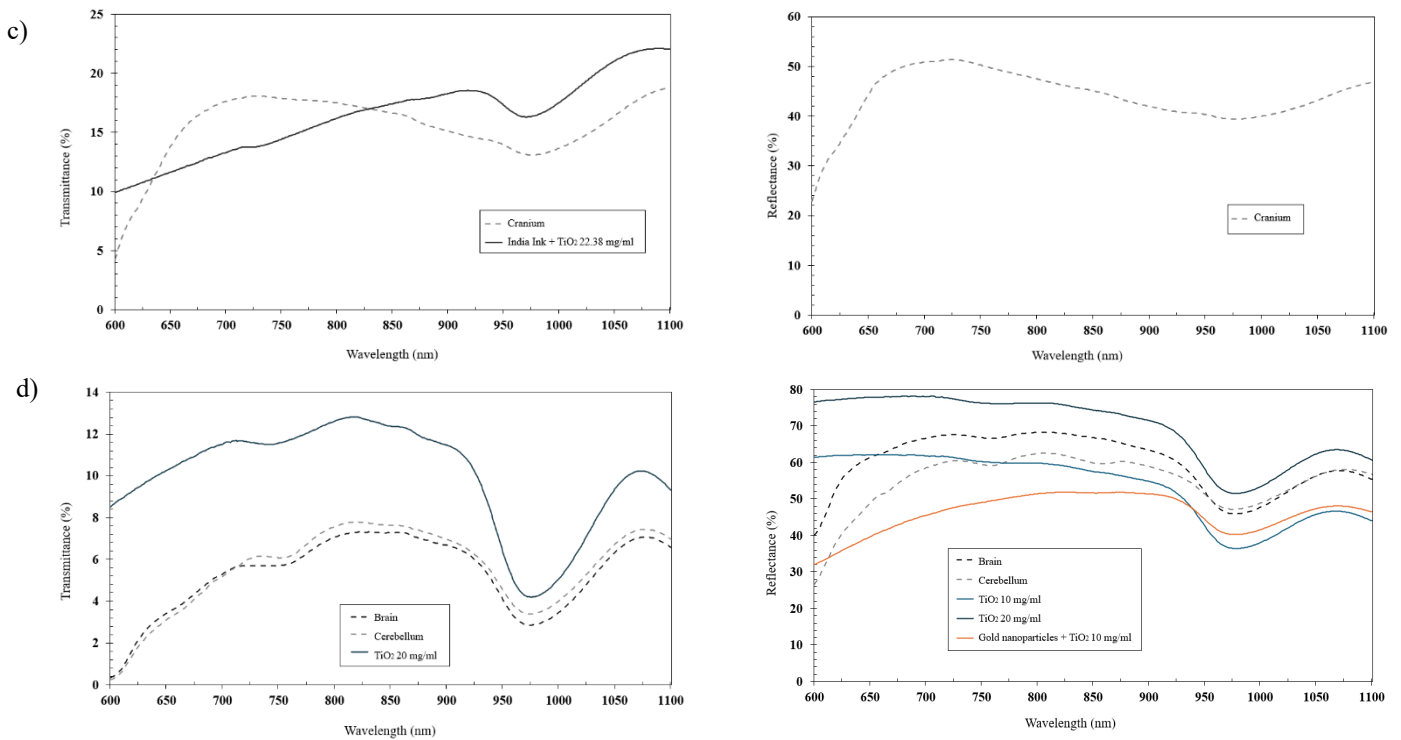 c)
25
20
15
10
5
0
Transmittance (%)
600 650 700 750 800 850 900 950 1000 1050 1100
Wavelength (nm)
Cranium
India Ink + TiO2 22.38 mg/ml
60
50
40
30
20
60
0
Reflectance (%)
600 650 700 750 800 850 900 950 1000 1050 1100
Wavelength (nm)
Cranium
d)
14
12
10
8
6
4
2
0
Transmittance (%)
600 650 700 750 800 850 900 950 1000 1050 1100
Wavelength (nm)
Brain
Cerebellum
TiO2 20 mg/ml
80
70
60
50
40
30
20
10
0
Reflectance (%)
600 650 700 750 800 850 900 950 1000 1050 1100
Wavelength (nm)
Brain
Cerebellum
TiO2 10 mg/ml
TiO2 20 mg/ml
Gold nanoparticles + TiO2 10 mg/ml